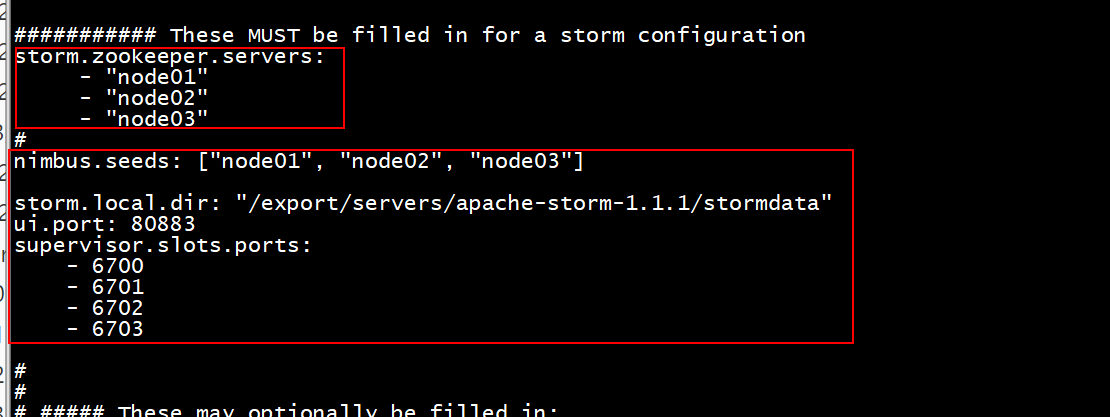 ########### These MUST be filled in for a storm configuration
storm.zookeeper.servers:
     - "node01"
     - "node02"
     - "node03"
#
nimbus.seeds: ["node01", "node02", "node03"]
storm.local.dir: "/export/servers/apache-storm-1.1.1/stormdata"
ui.port: 80883
supervisor.slots.ports:
    - 6700
    - 6701
    - 6702
    - 6703
#
#
# ##### These may optionally be filled in: